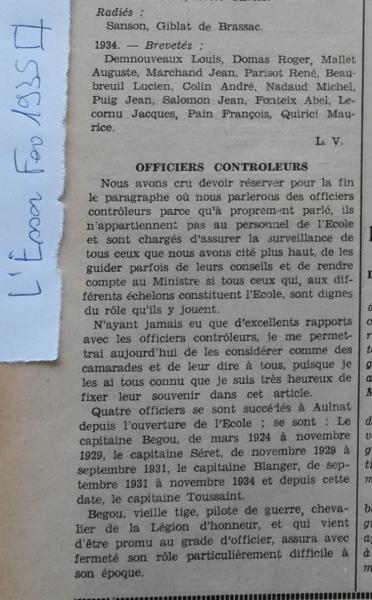 L'Essor Fev 1935
Radiés :
Sanson, Giblat de Brassac.
1934. — Brevetés :
Demnouveaux Louis, Domas Roger, Mallet
Auguste, Marchand Jean, Parisot René, Beau-
breuil Lucien, Colin André, Nadaud Michel,
Puig Jean, Salomon Jean, Fonteix Abel, Le-
cornu Jacques, Pain François, Quirici Mau-
rice.
L. V.
OFFICIERS CONTROLEURS
Nous avons cru devoir réserver pour la fin
le paragraphe où nous parlerons des officiers
contrôleurs parce qu'à proprement parlé, ils
n'appartiennent pas au personnel de l'Ecole
et sont chargés d'assurer la surveillance de
tous ceux que nous avons cité plus haut, de les
guider parfois de leurs conseils et de rendre
compte au Ministre si tous ceux qui, aux dif-
férents échelons constituent l'Ecole, sont dignes
du rôle qu'ils y jouent.
N'ayant jamais eu que d'excellents rapports
avec les officiers contrôleurs, je me permet-
trai aujourd'hui de les considérer comme des
camarades et de leur dire à tous, puisque je
les ai tous connu que je suis très heureux de
fixer leur souvenir dans cet article.
Quatre officiers se sont succédés à Aulnat
depuis l'ouverture de l'Ecole ; se sont : Le
capitaine Begou, de mars 1924 à novembre
1929, le capitaine Séret, de novembre 1929 à
septembre 1931, le capitaine Blanger, de sep-
tembre 1931 à novembre 1934 et depuis cette
date, le capitaine Toussaint.
Begou, vieille tige, pilote de guerre, cheva-
lier de la Légion d'honneur, et qui vient
d'être promu au grade d'officier, assura avec
fermeté son rôle particulièrement difficile à
son époque.